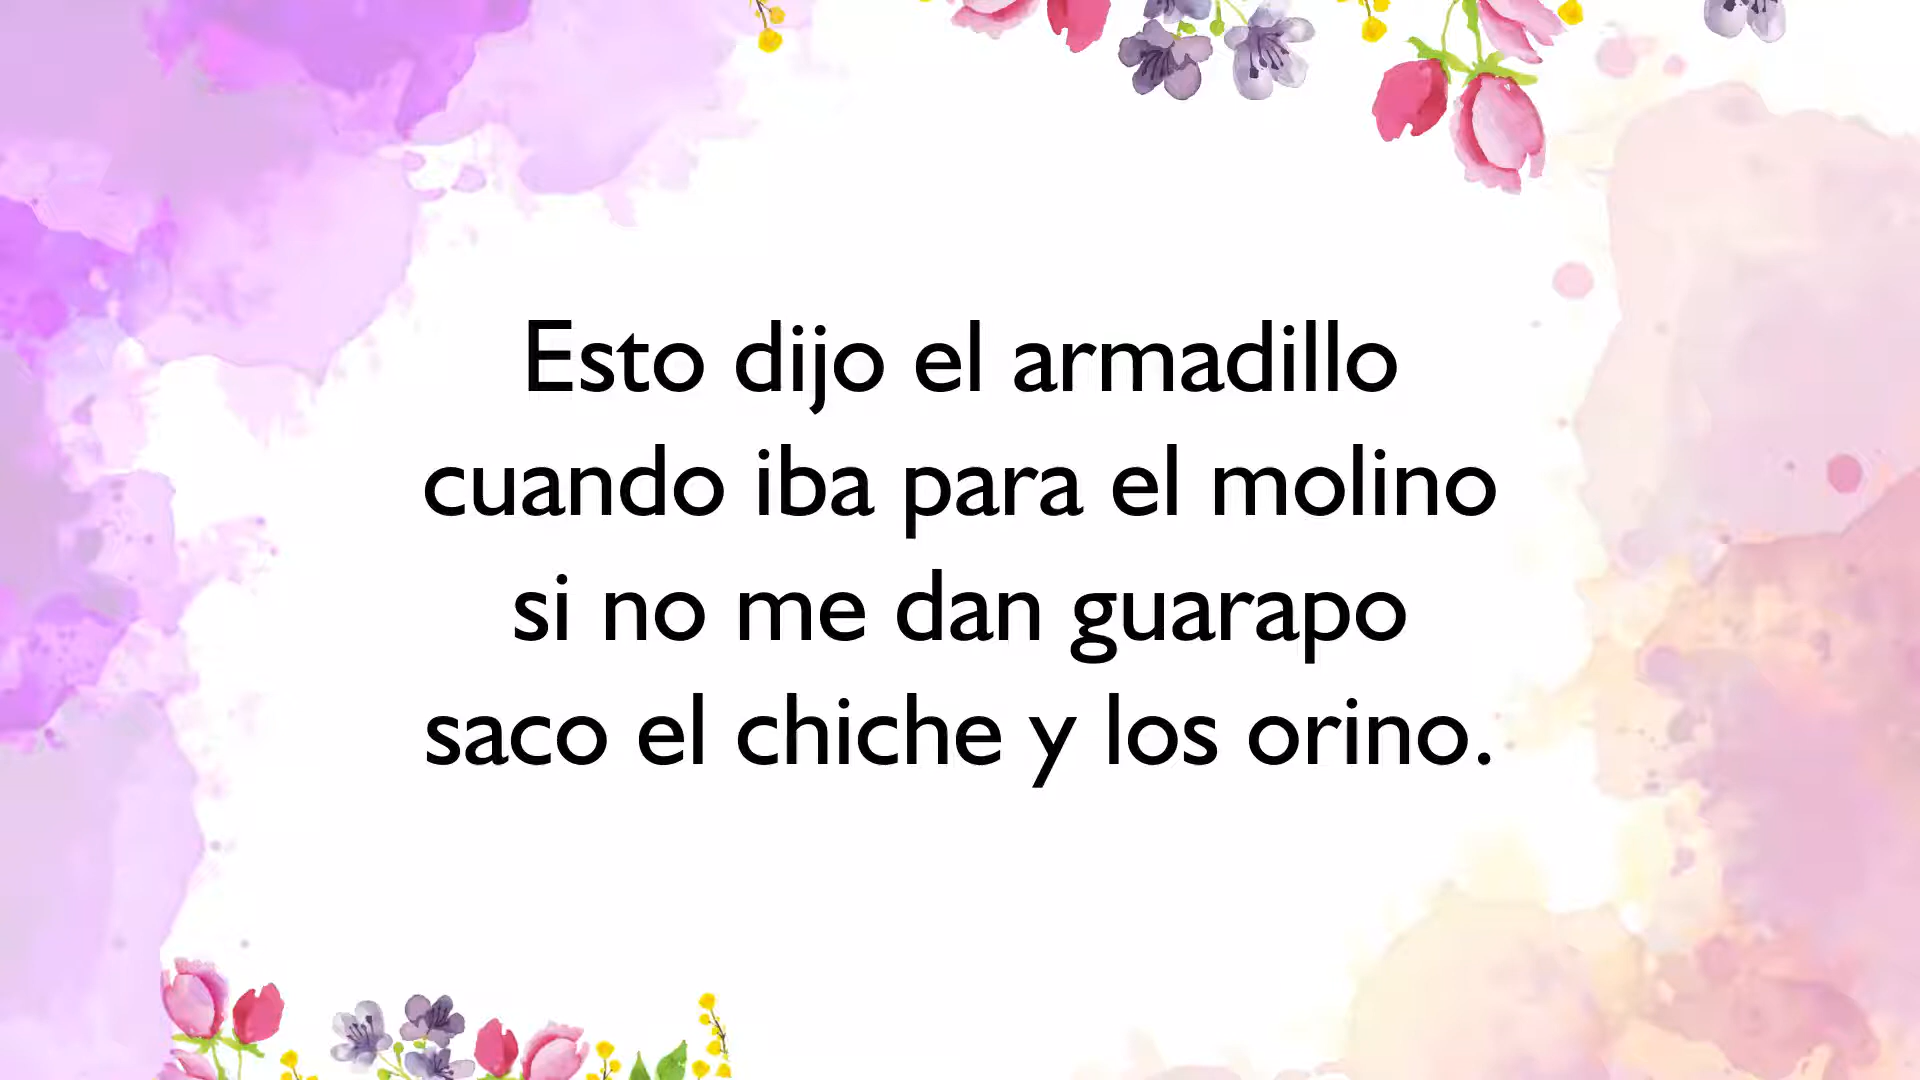 Esto dijo el armadillo
cuando iba para el molino
si no me dan guarapo
saco el chiche y los orino.